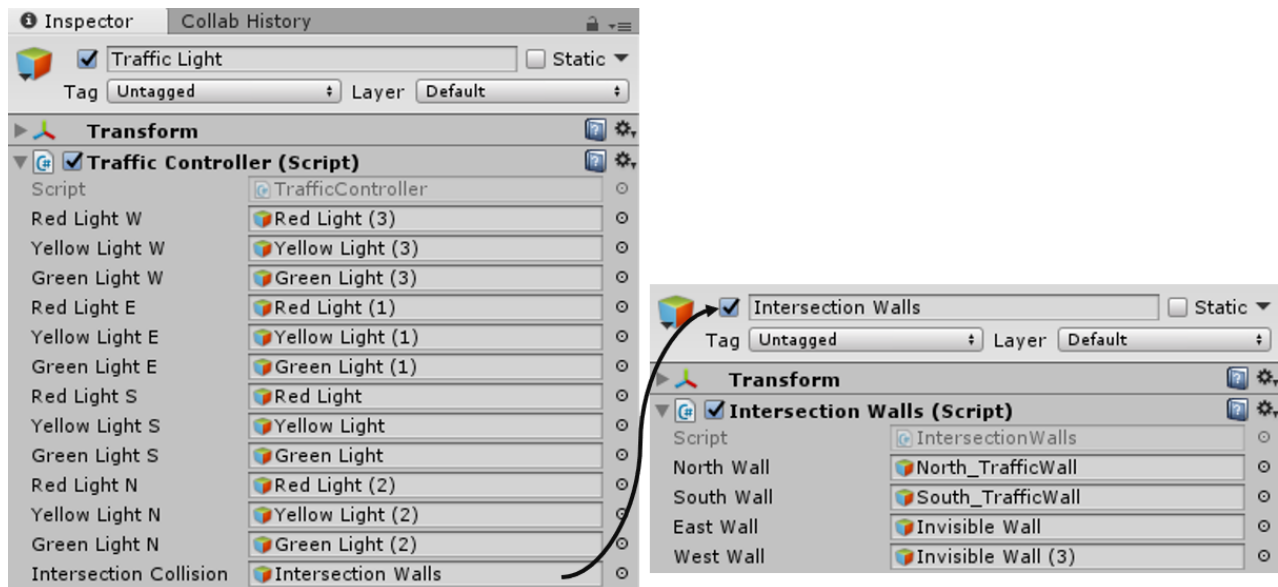 Inspector Collab History
Traffic Light Static
Tag Untagged Layer Default
Transform
Traffic Controller (Script)
Script TrafficController
Red Light W Red Light (3)
Yellow Light W Yellow Light (3)
Green Light W Green Light (3)
Red Light E Red Light (1)
Yellow Light E Yellow Light (1)
Green Light E Green Light (1)
Red Light S Red Light
Yellow Light S Yellow Light
Green Light S Green Light
Red Light N Red Light (2)
Yellow Light N Yellow Light (2)
Green Light N Green Light (2)
Intersection Collision Intersection Walls
Intersection Walls Static
Tag Untagged Layer Default
Transform
Intersection Walls (Script)
Script IntersectionWalls
North Wall North_TrafficWall
South Wall South_TrafficWall
East Wall Invisible Wall
West Wall Invisible Wall (3)